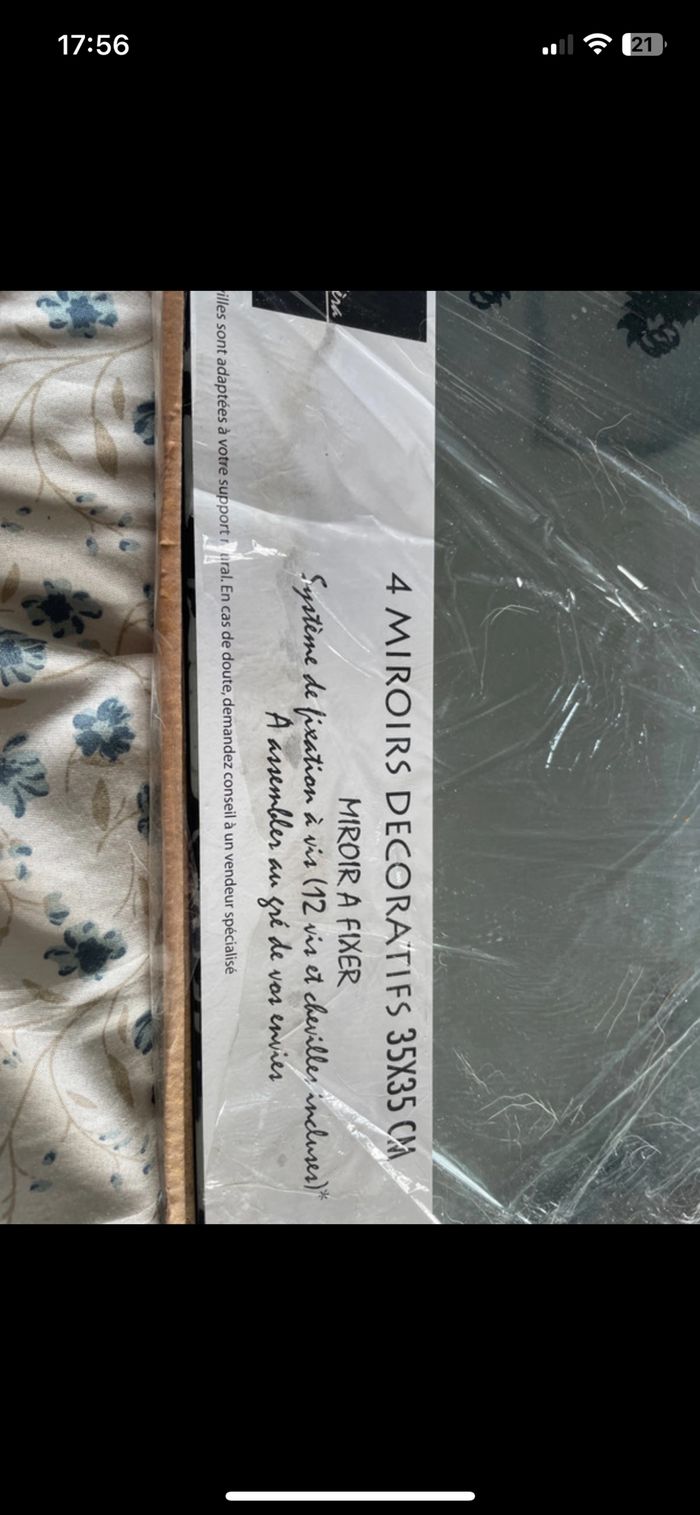 17:56
21
4 MIROIRS DECORATIFS 35X35 CM
MIROIR A FIXER
Système de fixation à vis (12 vis et chevilles incluses)*
A assembler au gré de vos envies
villes sont adaptées à votre support mural. En cas de doute, demandez conseil à un vendeur spécialisé